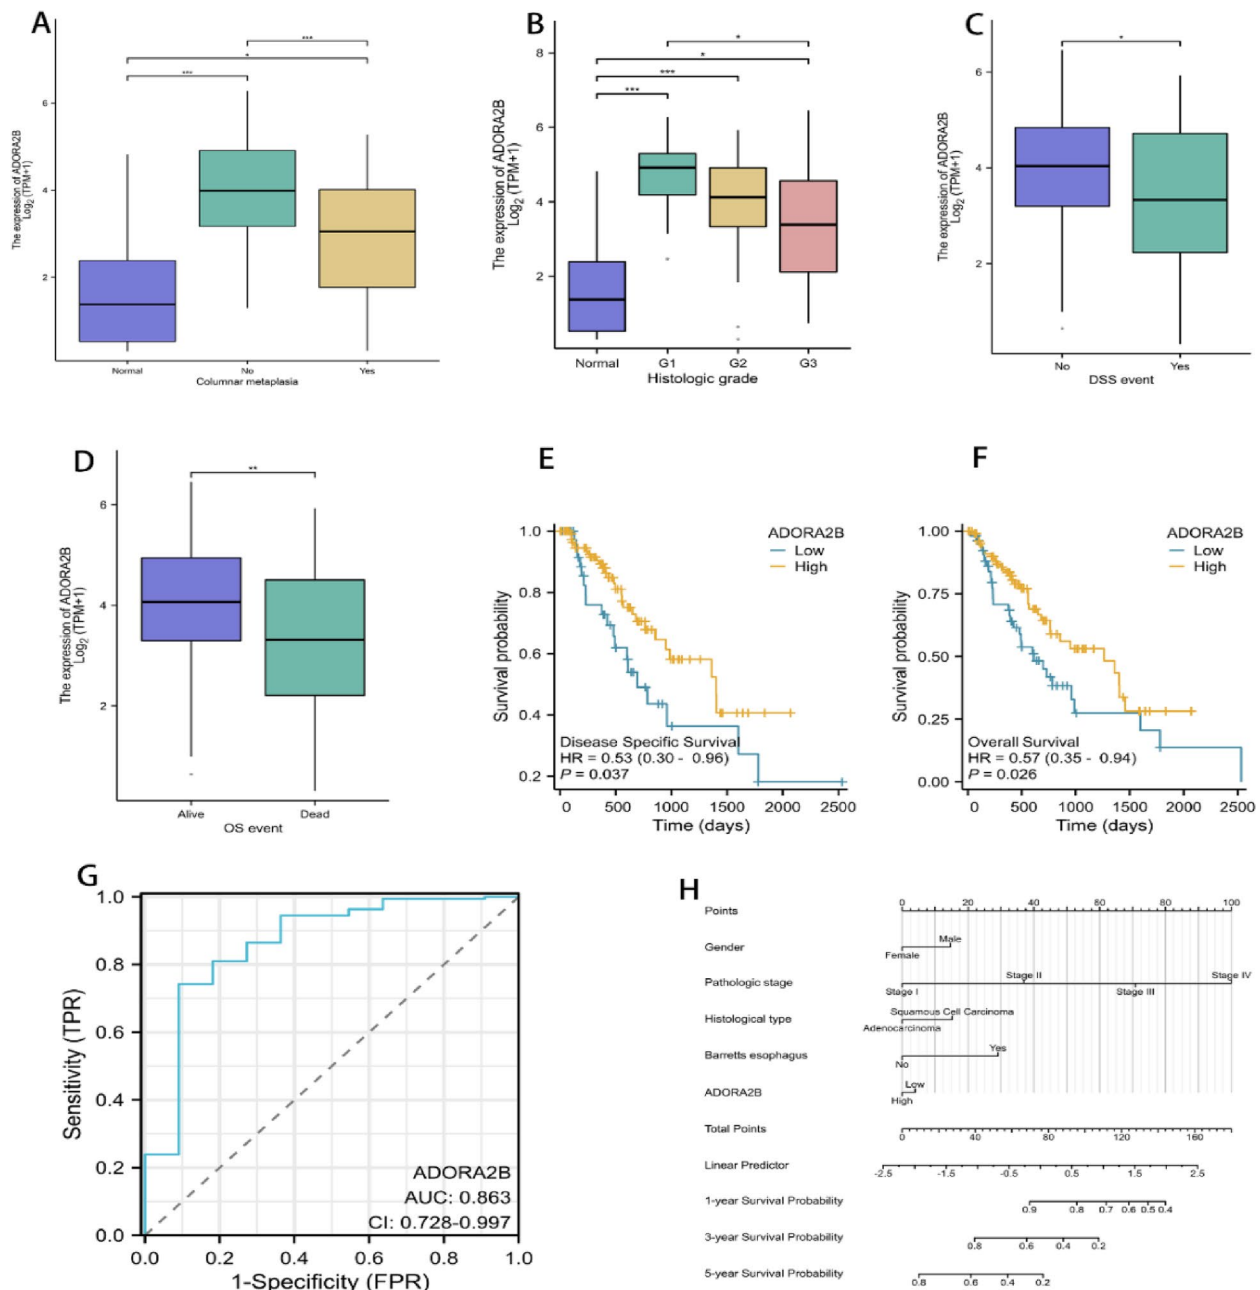 A
The expression of ADORA2B
Log2 (TPM+1)
6
4
2
***
*
***
Normal
No
Yes
Columnar metaplasia
B
The expression of ADORA2B
Log2 (TPM+1)
8
6
4
2
*
*
***
***
Normal
G1
G2
G3
Histologic grade
C
The expression of ADORA2B
Log2 (TPM+1)
6
4
2
*
No
Yes
DSS event
D
The expression of ADORA2B
Log2 (TPM+1)
6
4
2
**
Alive
Dead
OS event
E
ADORA2B
Low
High
Survival probability
1.0
0.8
0.6
0.4
0.2
Disease Specific Survival
HR = 0.53 (0.30 - 0.96)
P = 0.037
0 500 1000 1500 2000 2500
Time (days)
F
ADORA2B
Low
High
Survival probability
1.00
0.75
0.50
0.25
0.00
Overall Survival
HR = 0.57 (0.35 - 0.94)
P = 0.026
0 500 1000 1500 2000 2500
Time (days)
G
Sensitivity (TPR)
1.0
0.8
0.6
0.4
0.2
0.0
ADORA2B
AUC: 0.863
CI: 0.728-0.997
0.0 0.2 0.4 0.6 0.8 1.0
1-Specificity (FPR)
H
Points
0 20 40 60 80 100
Gender
Male
Female
Pathologic stage
Stage II
Stage IV
Stage I
Stage III
Histological type
Squamous Cell Carcinoma
Adenocarcinoma
Barretts esophagus
Yes
No
ADORA2B
Low
High
Total Points
0 40 80 120 160
Linear Predictor
-2.5 -1.5 -0.5 0.5 1.5 2.5
1-year Survival Probability
0.9 0.8 0.7 0.6 0.5 0.4
3-year Survival Probability
0.8 0.6 0.4 0.2
5-year Survival Probability
0.8 0.6 0.4 0.2